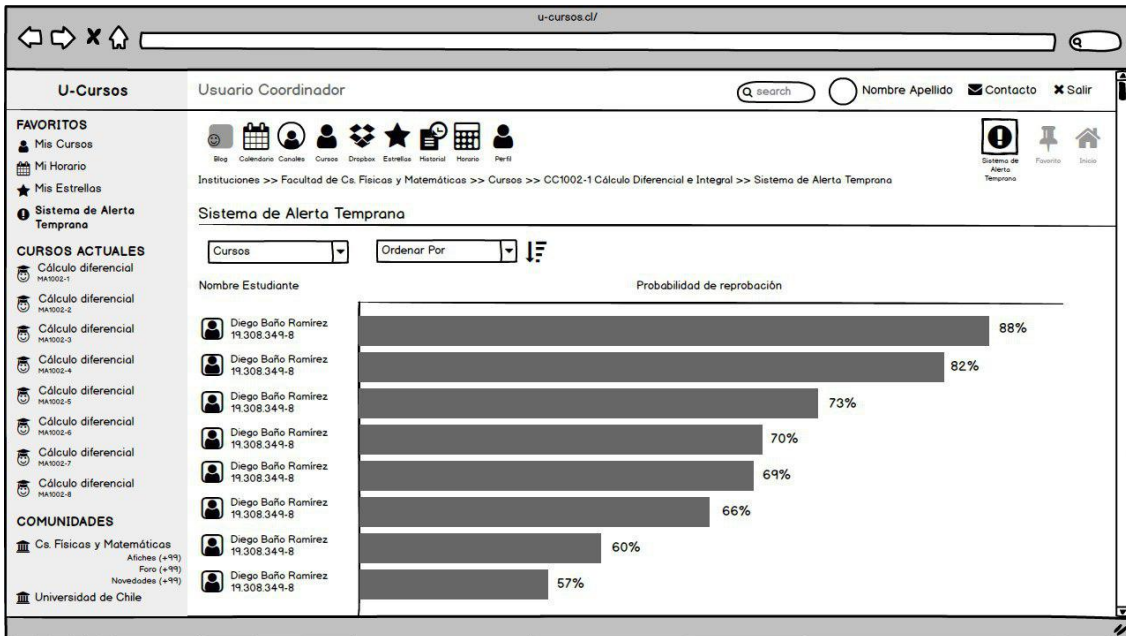 u-cursos.cl/
U-Cursos
Usuario Coordinador
search
Nombre Apellido
Contacto
Salir
FAVORITOS
Mis Cursos
Mi Horario
Mis Estrellas
Sistema de Alerta
Temprana
CURSOS ACTUALES
Cálculo diferencial
MA1002-1
Cálculo diferencial
MA1002-2
Cálculo diferencial
MA1002-3
Cálculo diferencial
MA1002-4
Cálculo diferencial
MA1002-5
Cálculo diferencial
MA1002-6
Cálculo diferencial
MA1002-7
Cálculo diferencial
MA1002-8
COMUNIDADES
Cs. Físicas y Matemáticas
Afiches (+99)
Foro (+99)
Novedades (+99)
Universidad de Chile
Blog Calendario Canales Cursos Dropbox Estrellas Historial Horario Perfil
Sistema de
Alerta
Temprana
Favorito
Inicio
Instituciones >> Facultad de Cs. Físicas y Matemáticas >> Cursos >> CC1002-1 Cálculo Diferencial e Integral >> Sistema de Alerta Temprana
Sistema de Alerta Temprana
Cursos
Ordenar Por
Nombre Estudiante
Probabilidad de reprobación
Diego Baño Ramírez
19.308.349-8
88%
Diego Baño Ramírez
19.308.349-8
82%
Diego Baño Ramírez
19.308.349-8
73%
Diego Baño Ramírez
19.308.349-8
70%
Diego Baño Ramírez
19.308.349-8
69%
Diego Baño Ramírez
19.308.349-8
66%
Diego Baño Ramírez
19.308.349-8
60%
Diego Baño Ramírez
19.308.349-8
57%